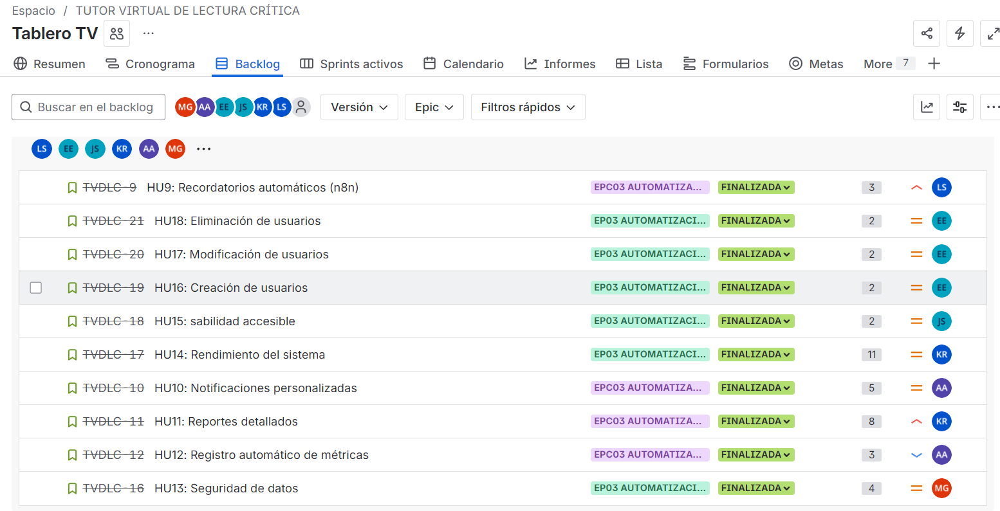 Espacio / TUTOR VIRTUAL DE LECTURA CRÍTICA
Tablero TV
Resumen Cronograma Backlog Sprints activos Calendario Informes Lista Formularios Metas More 7
Buscar en el backlog MG AA EE JS KR LS Versión Epic Filtros rápidos
LS EE JS KR AA MG
TVDLC-9 HU9: Recordatorios automáticos (n8n) EPC03 AUTOMATIZA... FINALIZADA 3 LS
TVDLC-21 HU18: Eliminación de usuarios EP03 AUTOMATIZACI... FINALIZADA 2 EE
TVDLC-20 HU17: Modificación de usuarios EP03 AUTOMATIZACI... FINALIZADA 2 EE
TVDLC-19 HU16: Creación de usuarios EP03 AUTOMATIZACI... FINALIZADA 2 EE
TVDLC-18 HU15: sabilidad accesible EP03 AUTOMATIZACI... FINALIZADA 2 JS
TVDLC-17 HU14: Rendimiento del sistema EP03 AUTOMATIZACI... FINALIZADA 11 KR
TVDLC-10 HU10: Notificaciones personalizadas EPC03 AUTOMATIZA... FINALIZADA 5 AA
TVDLC-11 HU11: Reportes detallados EPC03 AUTOMATIZA... FINALIZADA 8 KR
TVDLC-12 HU12: Registro automático de métricas EPC03 AUTOMATIZA... FINALIZADA 3 AA
TVDLC-16 HU13: Seguridad de datos EP03 AUTOMATIZACI... FINALIZADA 4 MG